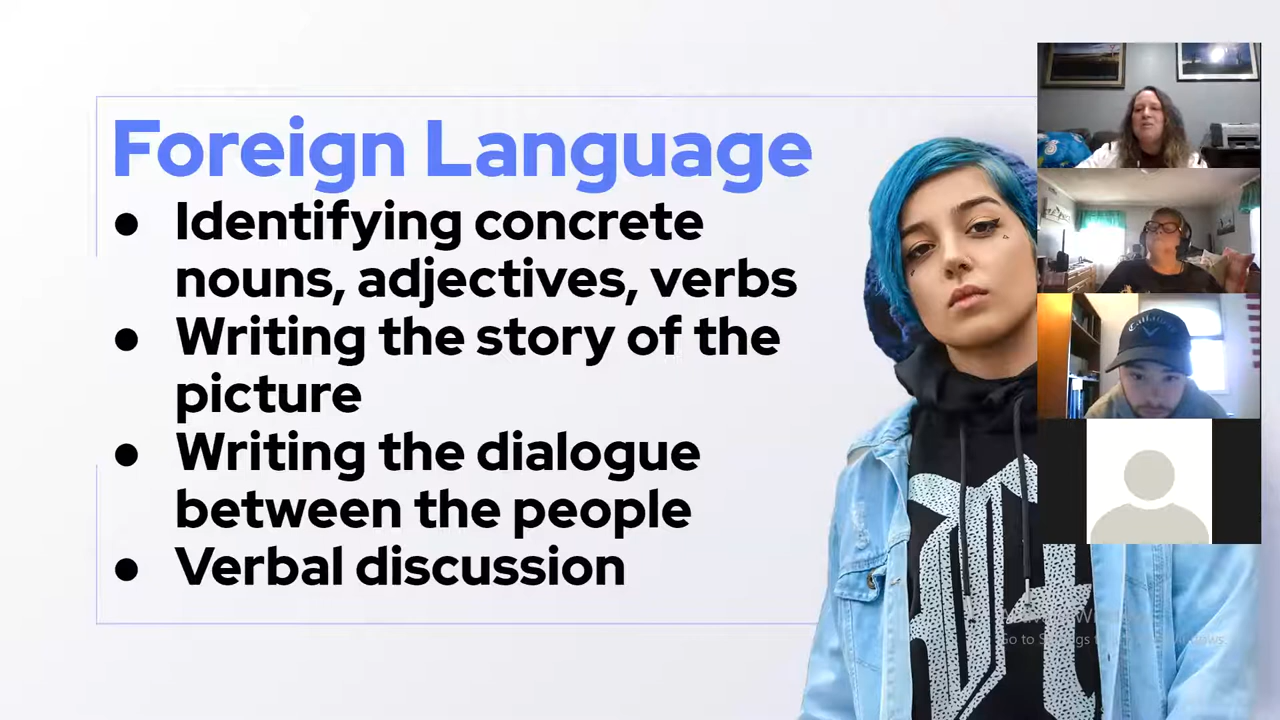 Foreign Language
● Identifying concrete
nouns, adjectives, verbs
● Writing the story of the
picture
● Writing the dialogue
between the people
● Verbal discussion